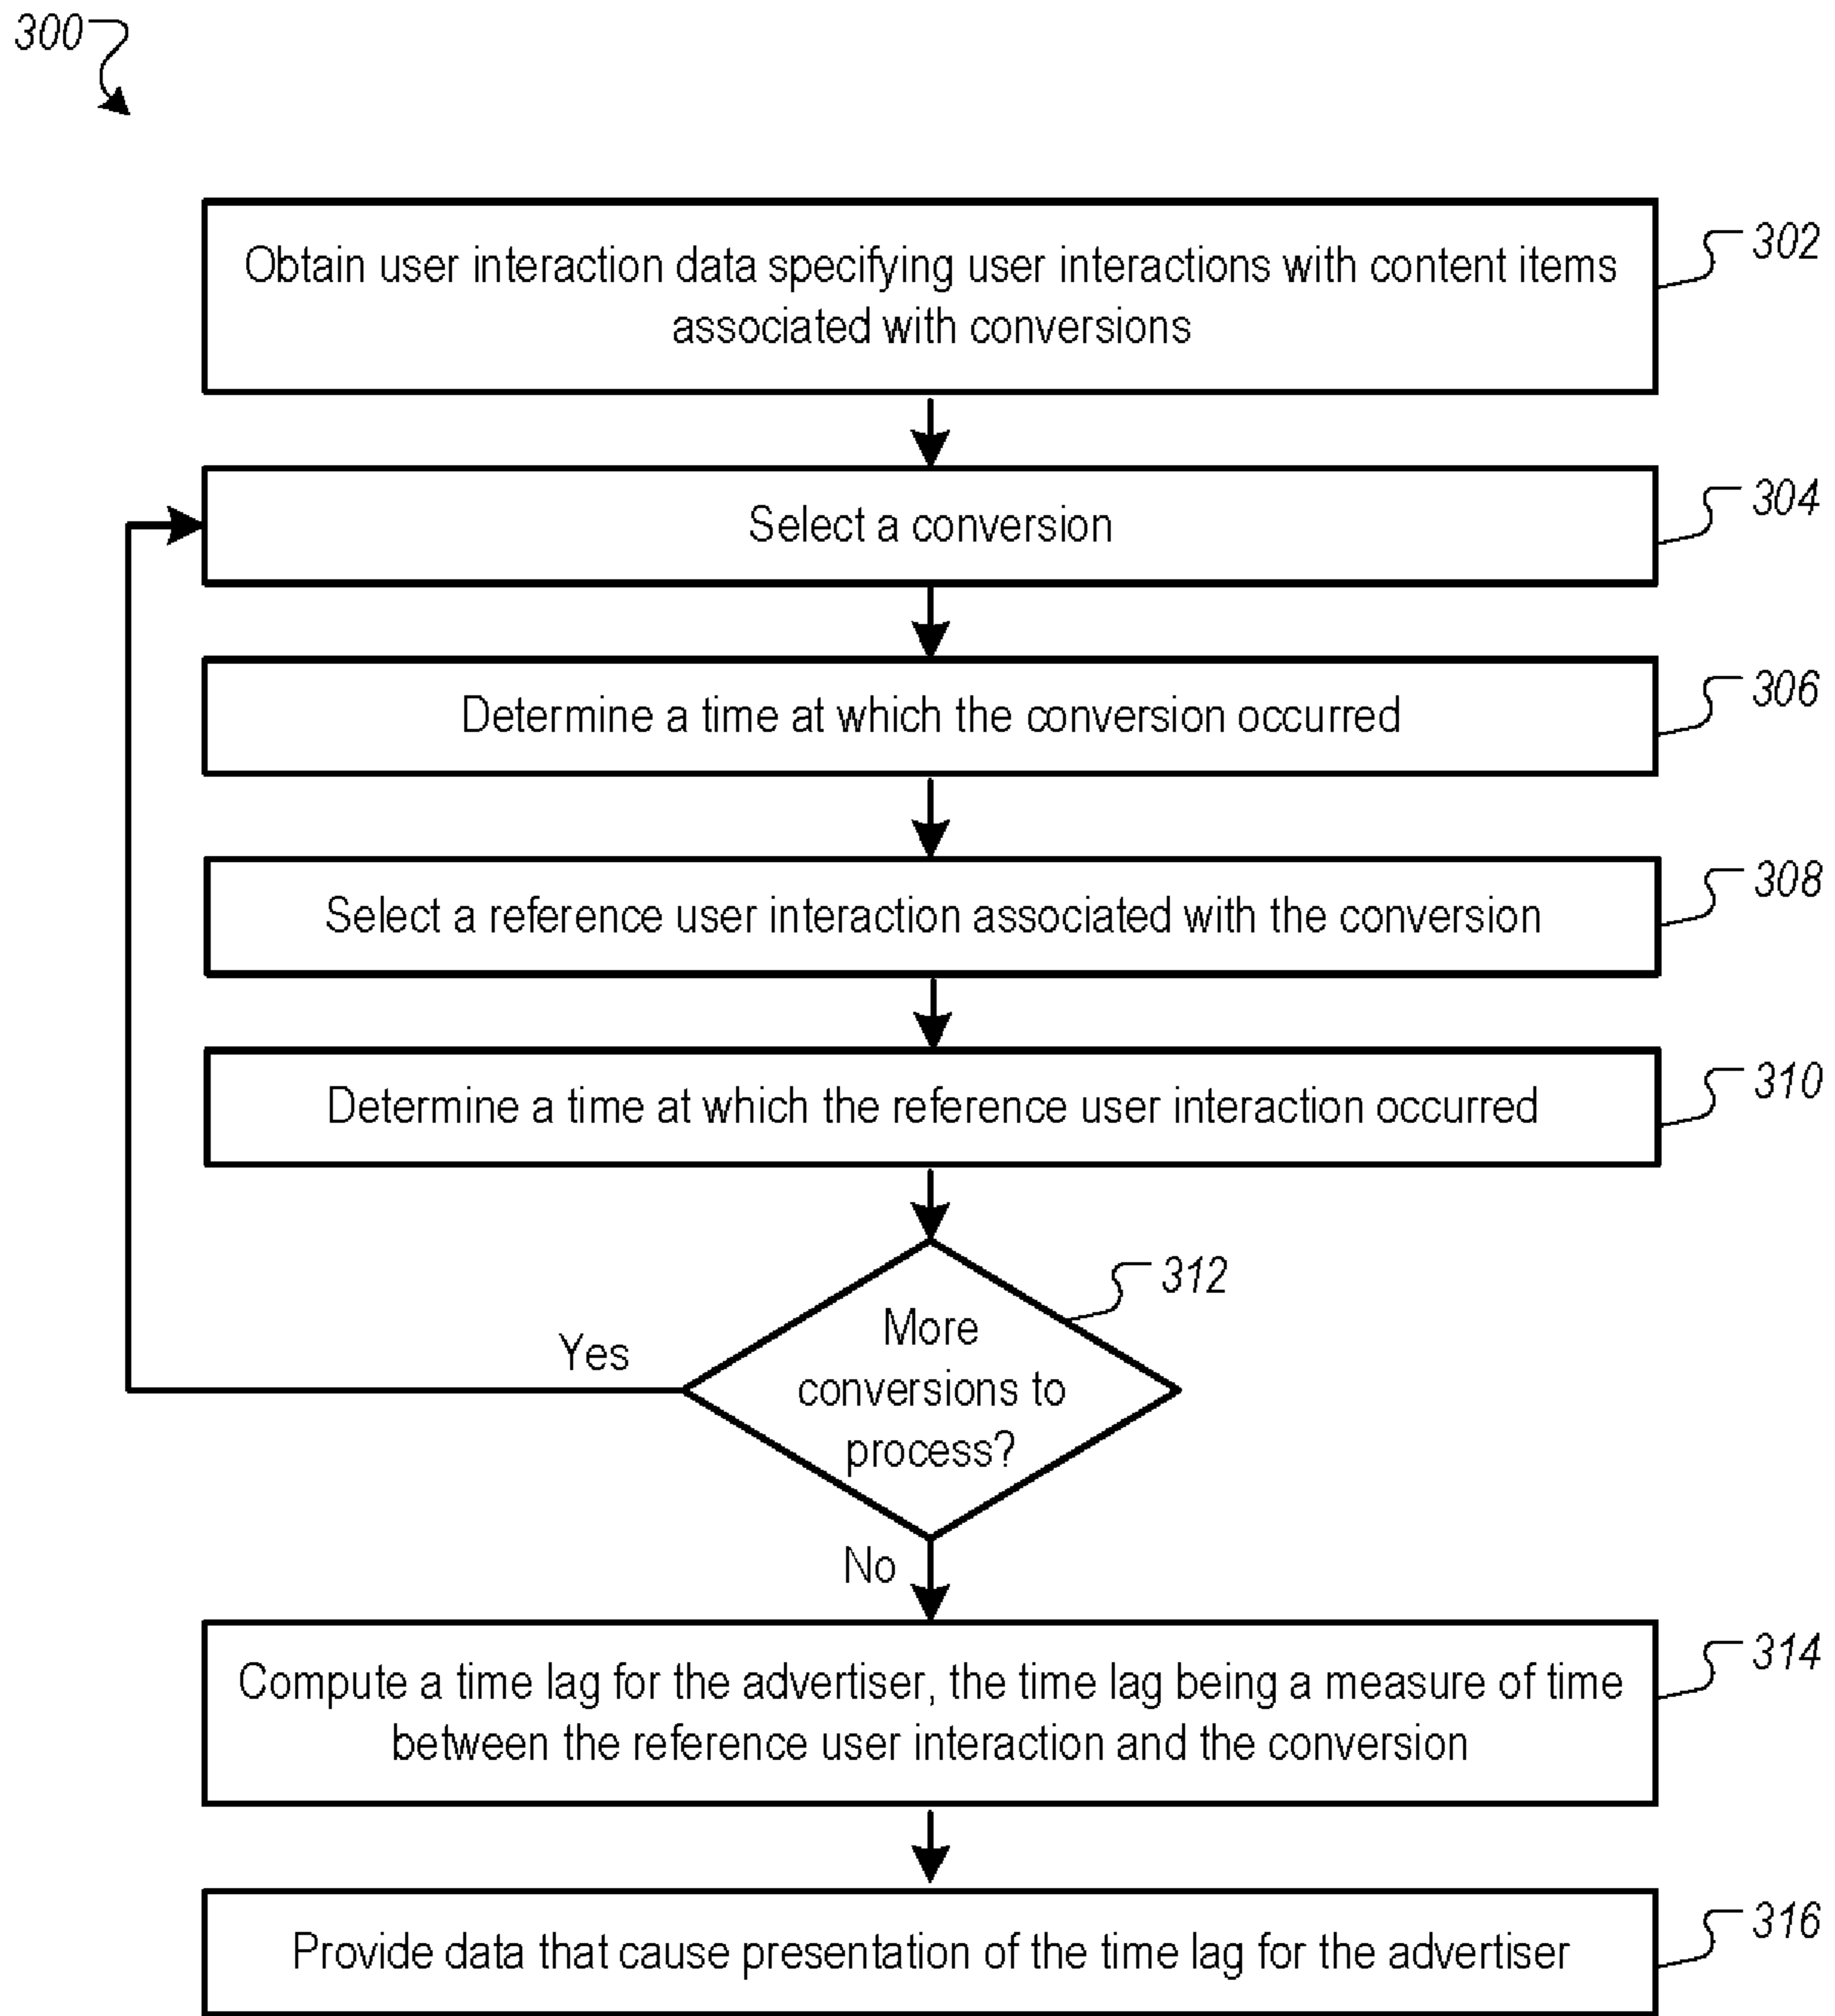 300
Obtain user interaction data specifying user interactions with content items
associated with conversions
302
Select a conversion
304
Determine a time at which the conversion occurred
306
Select a reference user interaction associated with the conversion
308
Determine a time at which the reference user interaction occurred
310
312
More
conversions to
process?
Yes
No
Compute a time lag for the advertiser, the time lag being a measure of time
between the reference user interaction and the conversion
314
Provide data that cause presentation of the time lag for the advertiser
316